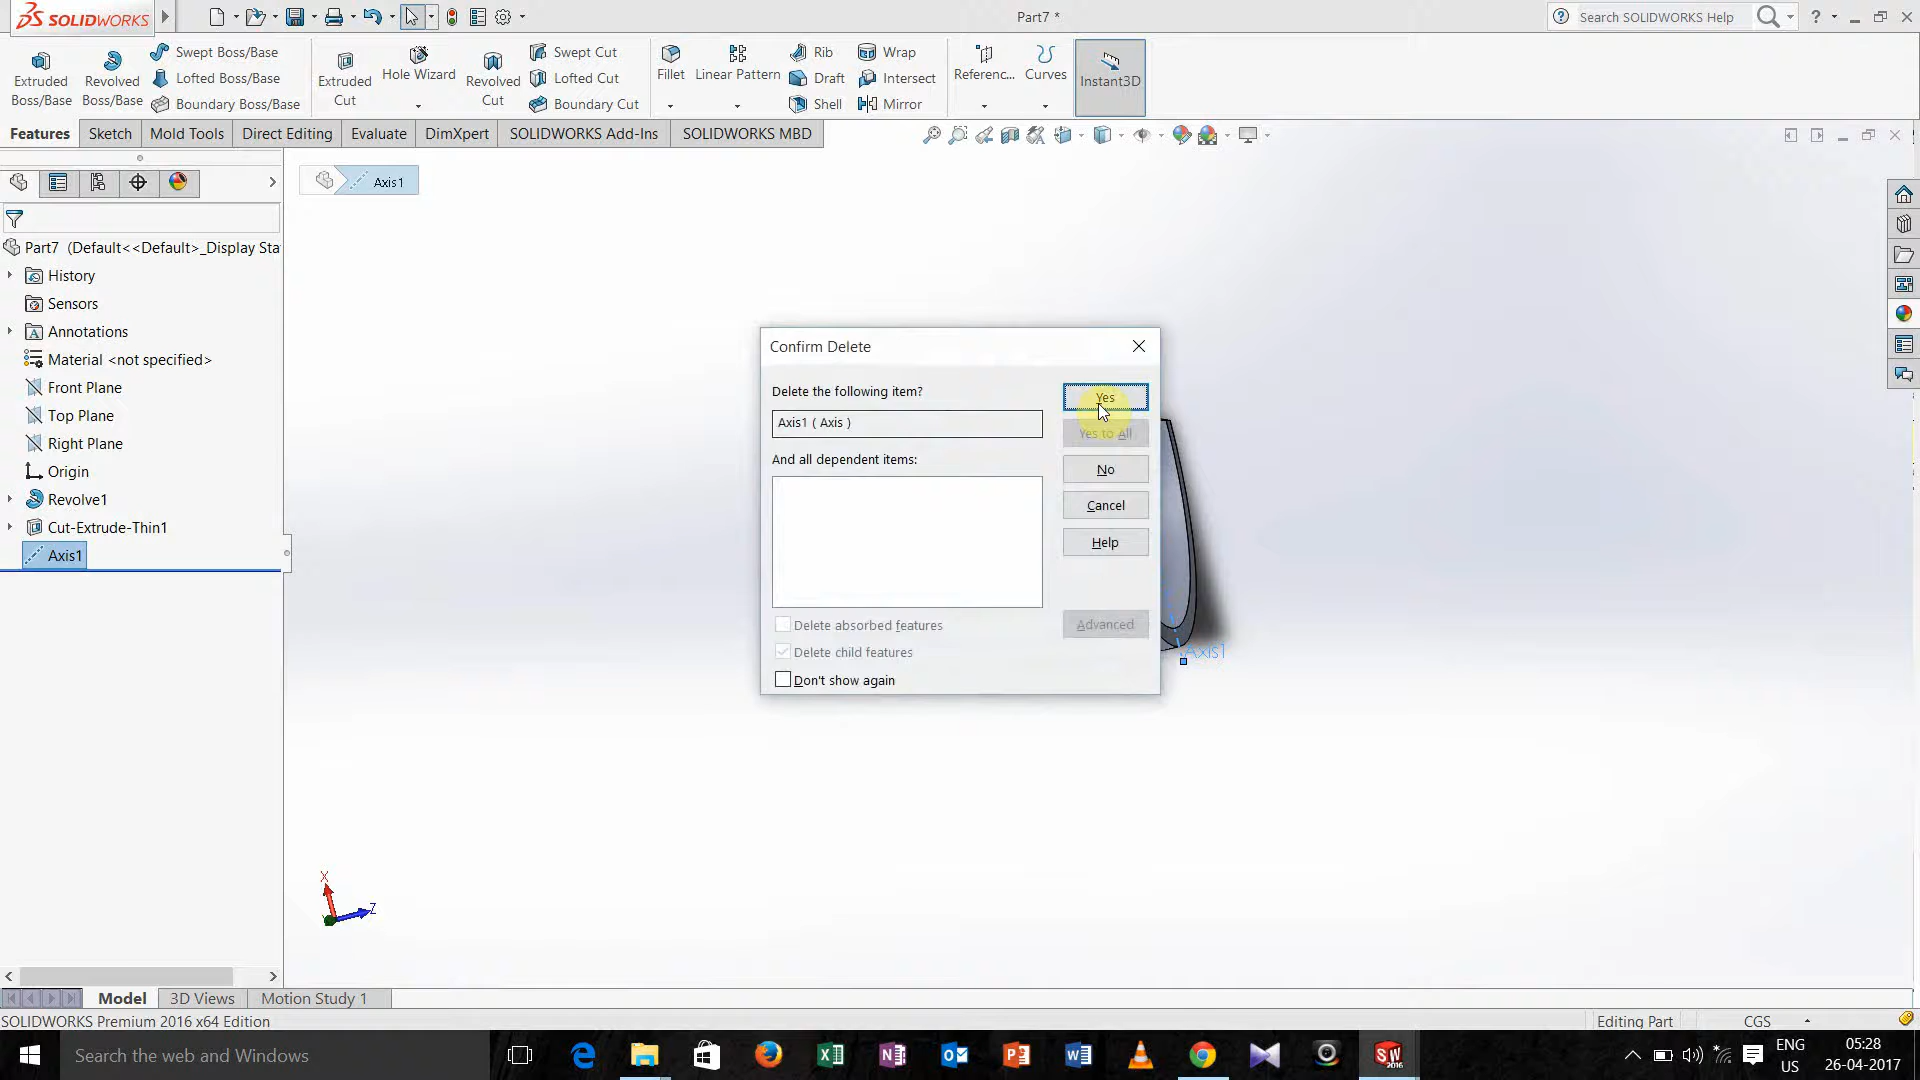 SOLIDWORKS
Part7 *
Search SOLIDWORKS Help
Extruded Boss/Base
Revolved Boss/Base
Swept Boss/Base
Lofted Boss/Base
Boundary Boss/Base
Extruded Cut
Hole Wizard
Revolved Cut
Swept Cut
Lofted Cut
Boundary Cut
Fillet
Linear Pattern
Rib
Draft
Shell
Wrap
Intersect
Mirror
Referenc...
Curves
Instant3D
Features
Sketch
Mold Tools
Direct Editing
Evaluate
DimXpert
SOLIDWORKS Add-Ins
SOLIDWORKS MBD
Axis1
Part7 (Default<<Default>_Display Sta
History
Sensors
Annotations
Material <not specified>
Front Plane
Top Plane
Right Plane
Origin
Revolve1
Cut-Extrude-Thin1
Axis1
Confirm Delete
Delete the following item?
Axis1 ( Axis )
And all dependent items:
Delete absorbed features
Delete child features
Don't show again
Yes
Yes to All
No
Cancel
Help
Advanced
Axis1
X
Z
Model
3D Views
Motion Study 1
SOLIDWORKS Premium 2016 x64 Edition
Editing Part
CGS
Search the web and Windows
SW
2016
ENG
US
05:28
26-04-2017